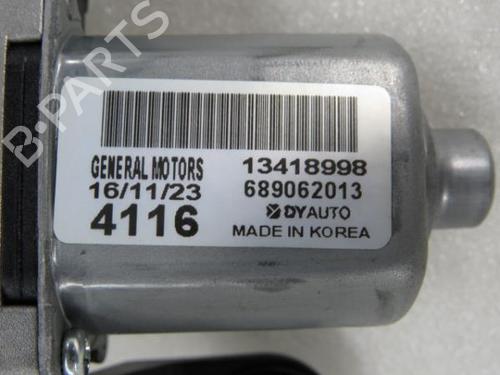 B-PARTS
GENERAL MOTORS 13418998
16/11/23 689062013
4116 DYAUTO
MADE IN KOREA